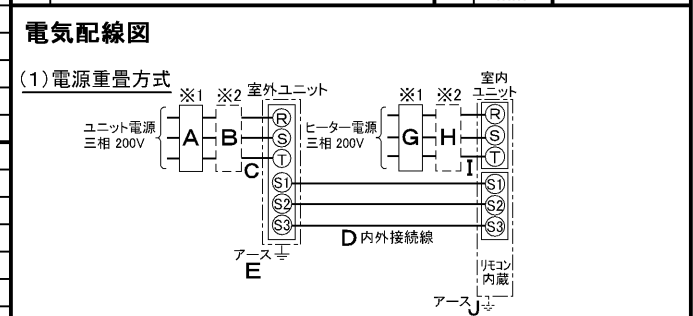 電気配線図
(1)電源重畳方式
※1 ※2 室外ユニット
ユニット電源
三相 200V
A B C
R
S
T
S1
S2
S3
D 内外接続線
アース
E
※1 ※2 室内
ユニット
ヒーター電源
三相 200V
G H I
R
S
T
S1
S2
S3
リモコン
内蔵
アース J